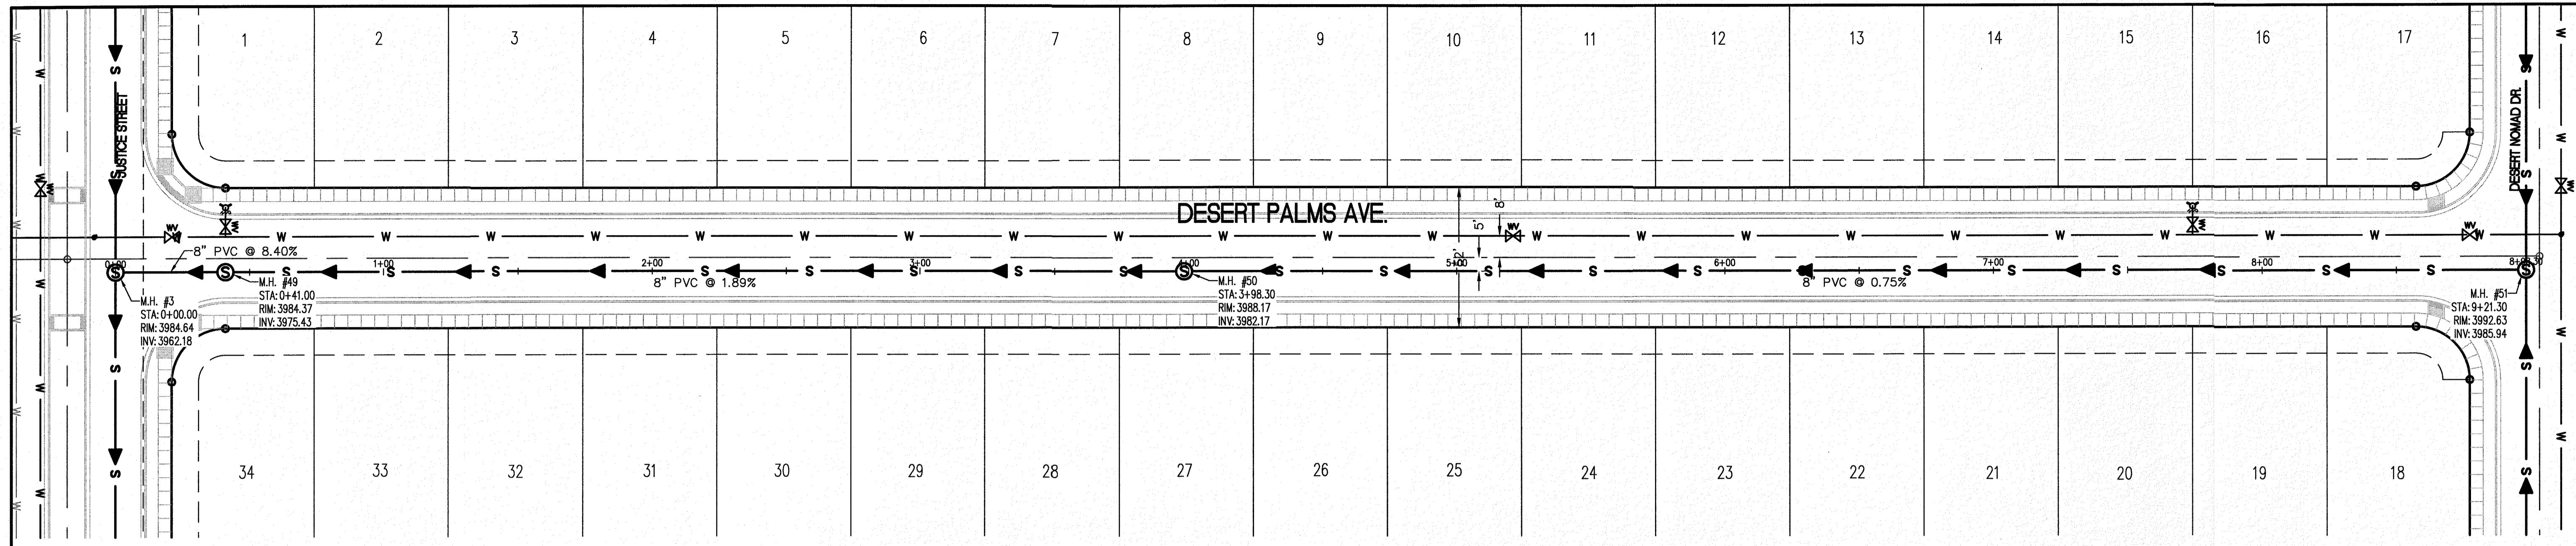 1 2 3 4 5 6 7 8 9 10 11 12 13 14 15 16 17
JUSTICE STREET
DESERT NOMAD DR.
DESERT PALMS AVE.
8'
5'
WV WV WV
W W W W W W W W W W W W W W W W W W W W W
8" PVC @ 8.40%
0+00 1+00 2+00 3+00 4+00 5+00 6+00 7+00 8+00
S S S S S S S S S S S S S S S S S S S S S S S S
8" PVC @ 1.89%
8" PVC @ 0.75%
M.H. #3
STA: 0+00.00
RIM: 3984.64
INV: 3962.18
M.H. #49
STA: 0+41.00
RIM: 3984.37
INV: 3975.43
M.H. #50
STA: 3+98.30
RIM: 3988.17
INV: 3982.17
M.H. #51
STA: 9+21.30
RIM: 3992.63
INV: 3985.94
34 33 32 31 30 29 28 27 26 25 24 23 22 21 20 19 18